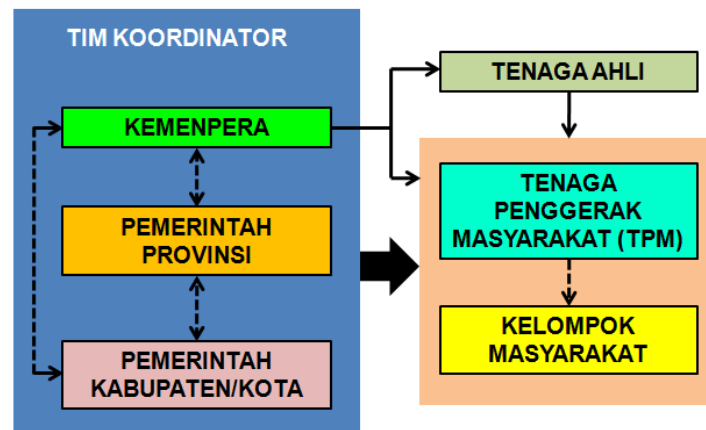 TIM KOORDINATOR
KEMENPERA
PEMERINTAH
PROVINSI
PEMERINTAH
KABUPATEN/KOTA
TENAGA AHLI
TENAGA
PENGGERAK
MASYARAKAT (TPM)
KELOMPOK
MASYARAKAT